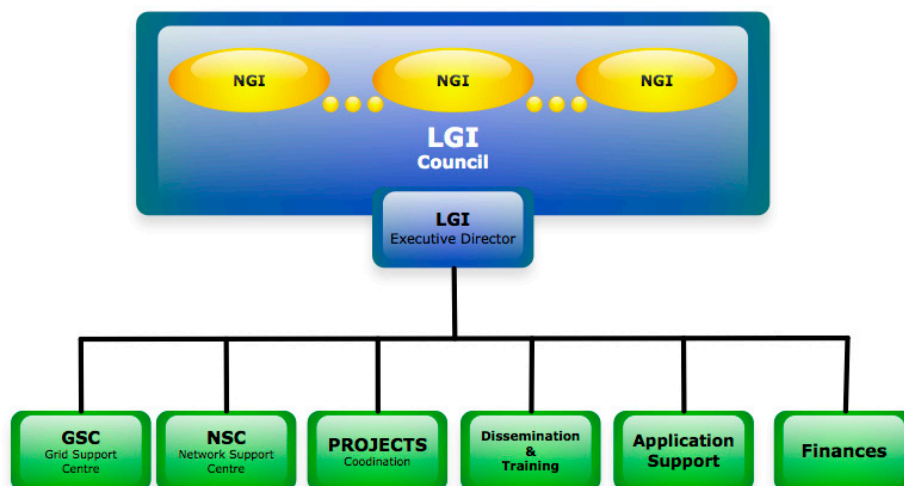 NGI
NGI
NGI
LGI
Council
LGI
Executive Director
GSC
Grid Support
Centre
NSC
Network Support
Centre
PROJECTS
Coodination
Dissemination
&
Training
Application
Support
Finances